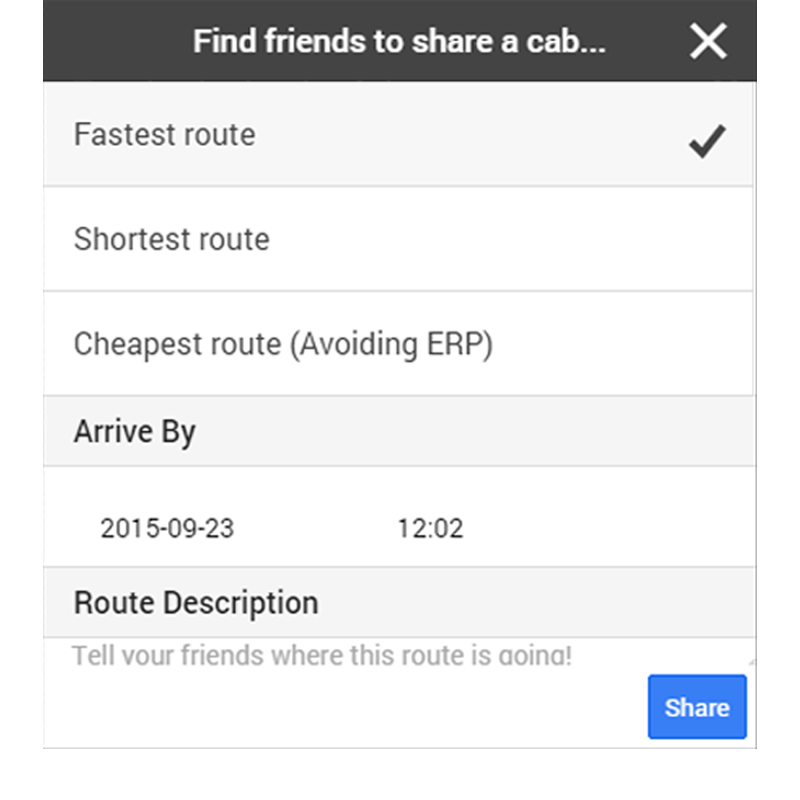 Find friends to share a cab...
Fastest route
Shortest route
Cheapest route (Avoiding ERP)
Arrive By
2015-09-23 12:02
Route Description
Tell your friends where this route is going!
Share